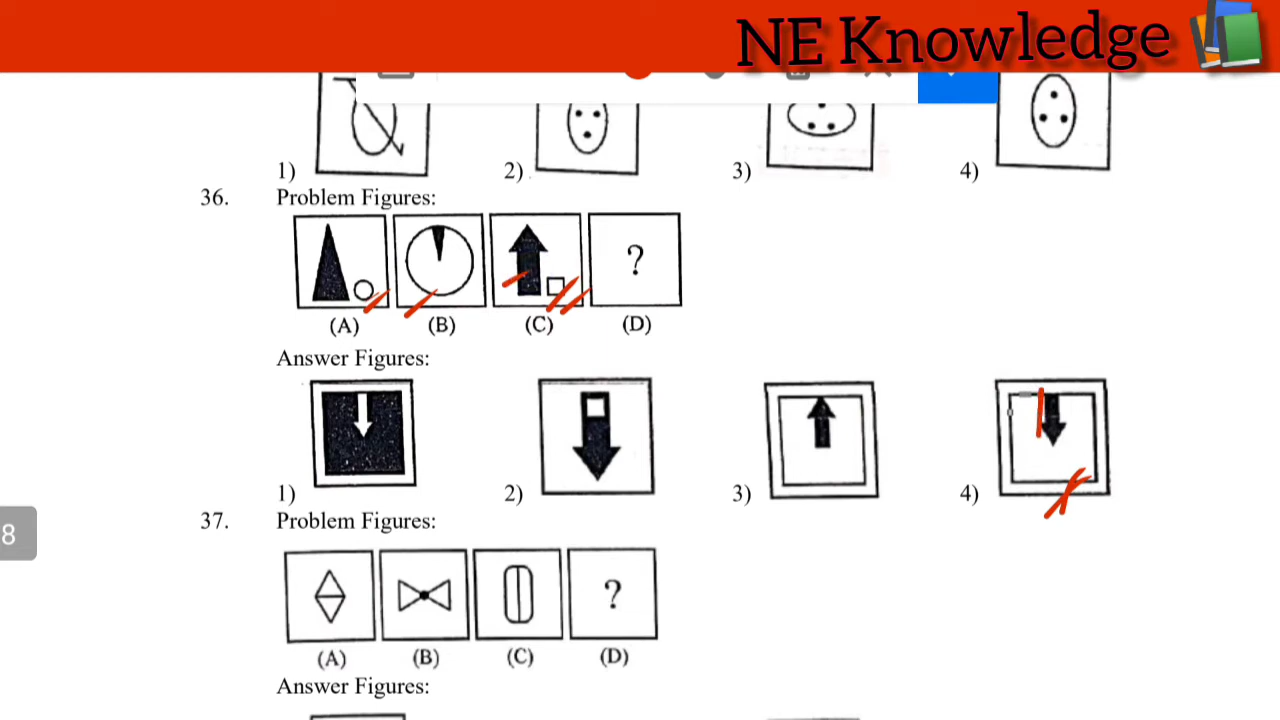 NE Knowledge
1) 2) 3) 4)
36. Problem Figures:
?
(A) (B) (C) (D)
Answer Figures:
1) 2) 3) 4)
37. Problem Figures:
8
?
(A) (B) (C) (D)
Answer Figures: